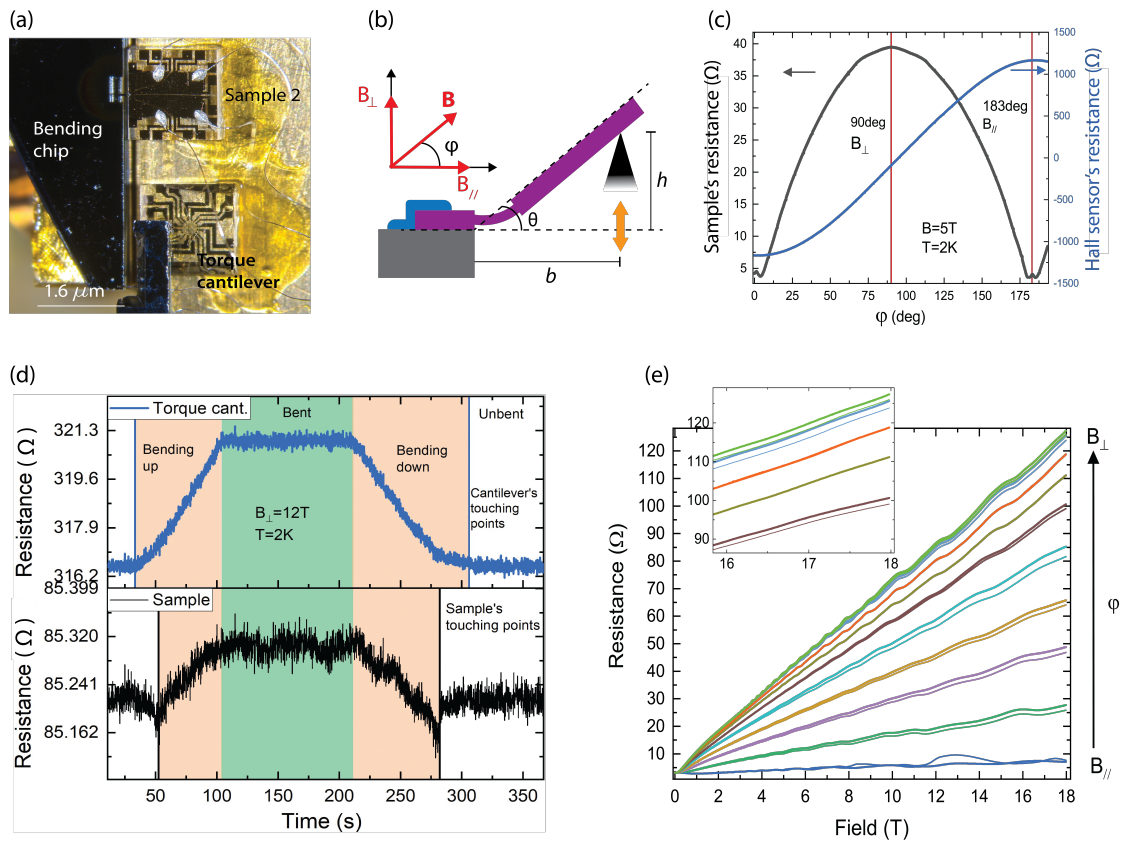 (a)
Bending
chip
Sample 2
Torque
cantilever
1.6 μm
(b)
B⊥
B
φ
B//
θ
h
b
(c)
Sample's resistance (Ω)
40
35
30
25
20
15
10
5
90deg
B⊥
183deg
B//
B=5T
T=2K
0 25 50 75 100 125 150 175
φ (deg)
1500
1000
500
0
-500
-1000
-1500
Hall sensor's resistance (Ω)
(d)
Torque cant.
Bent
Unbent
Bending
up
Bending
down
B⊥=12T
T=2K
Cantilever's
touching
points
Resistance (Ω)
321.3
319.6
317.9
316.2
85.399
Sample
Sample's
touching points
Resistance (Ω)
85.320
85.241
85.162
50 100 150 200 250 300 350
Time (s)
(e)
120
110
100
90
16 17 18
Resistance (Ω)
120
110
100
90
80
70
60
50
40
30
20
10
0 2 4 6 8 10 12 14 16 18
Field (T)
B⊥
φ
B//